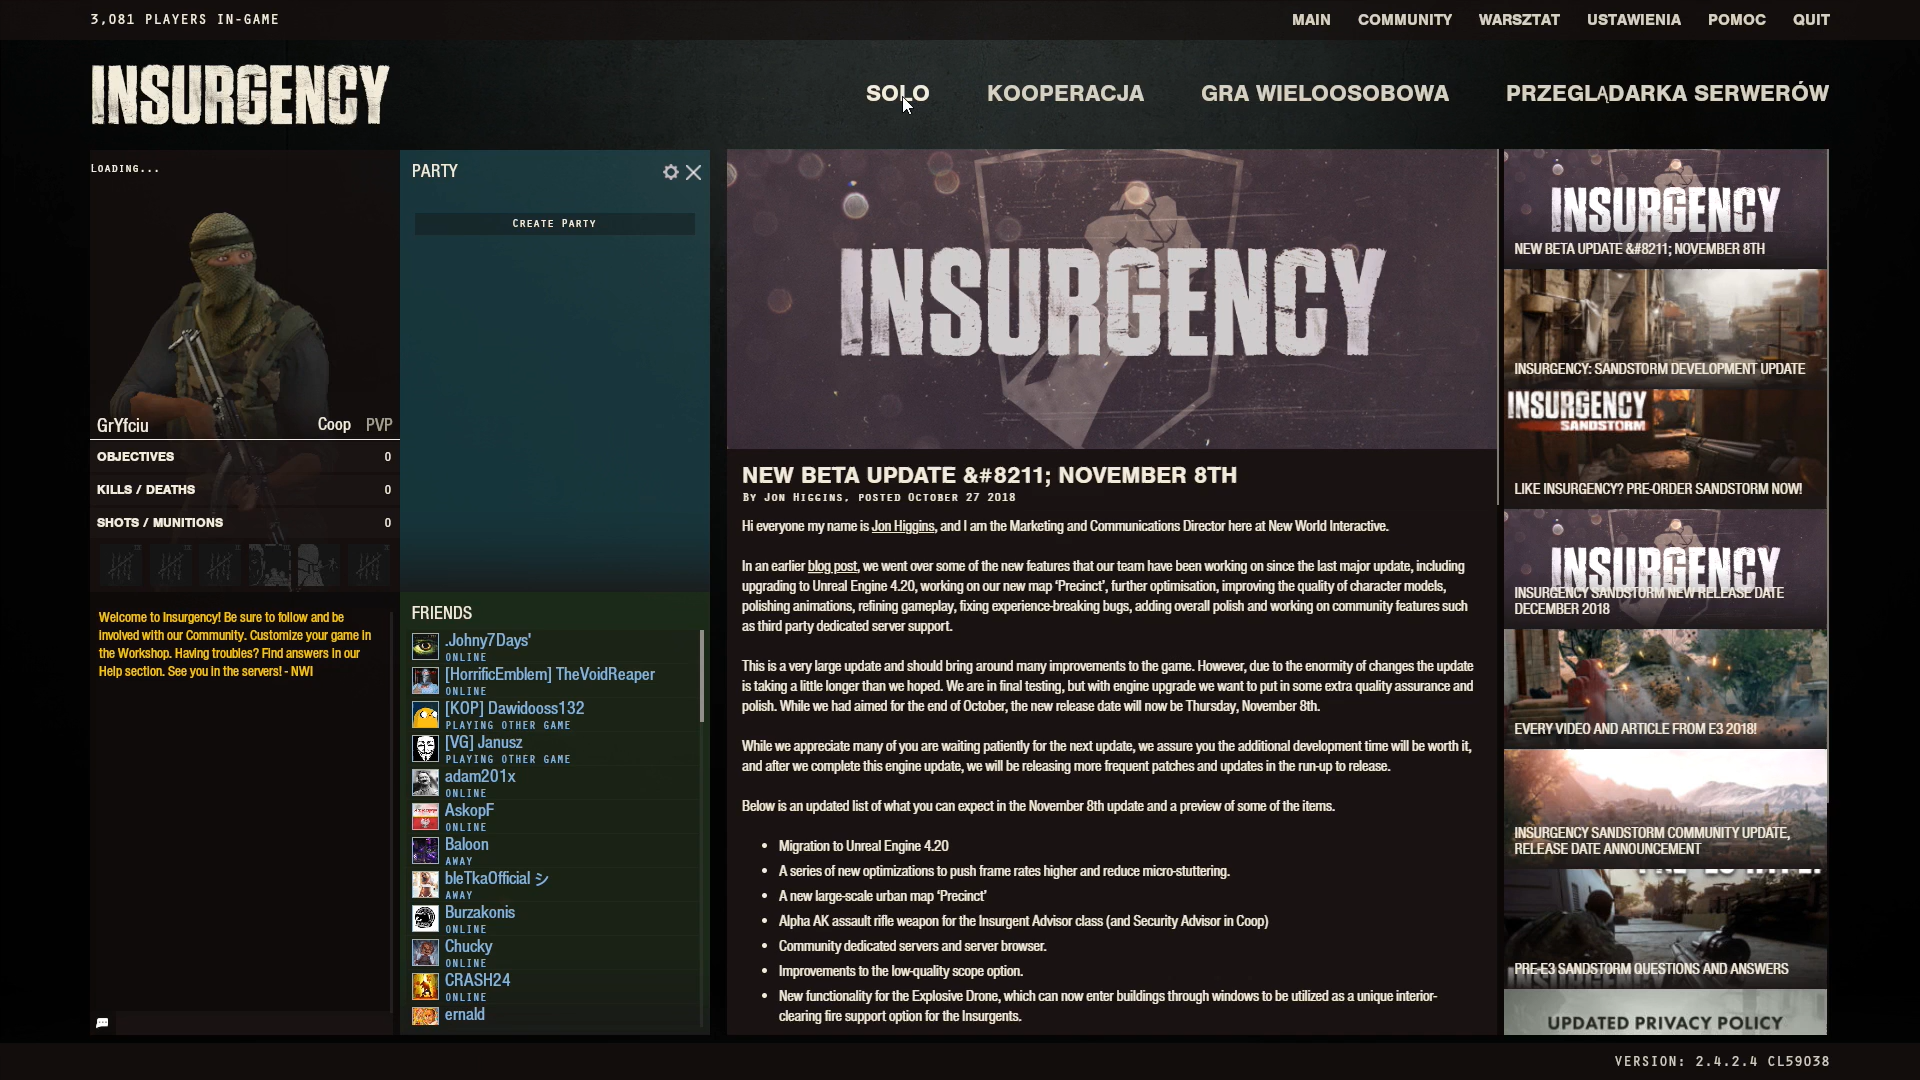 3,081 PLAYERS IN-GAME
MAIN COMMUNITY WARSZTAT USTAWIENIA POMOC QUIT
INSURGENCY
SOLO KOOPERACJA GRA WIELOOSOBOWA PRZEGLĄDARKA SERWERÓW
LOADING...
GrYfciu Coop PVP
OBJECTIVES 0
KILLS / DEATHS 0
SHOTS / MUNITIONS 0
Welcome to Insurgency! Be sure to follow and be
involved with our Community. Customize your game in
the Workshop. Having troubles? Find answers in our
Help section. See you in the servers! - NWI
PARTY
CREATE PARTY
FRIENDS
.Johny7Days'
ONLINE
[HorrificEmblem] TheVoidReaper
ONLINE
[KOP] Dawidooss132
PLAYING OTHER GAME
[VG] Janusz
PLAYING OTHER GAME
adam201x
ONLINE
AskopF
ONLINE
Baloon
AWAY
bleTkaOfficial シ
AWAY
Burzakonis
ONLINE
Chucky
ONLINE
CRASH24
ONLINE
ernald
INSURGENCY
NEW BETA UPDATE &#8211; NOVEMBER 8TH
BY JON HIGGINS, POSTED OCTOBER 27 2018
Hi everyone my name is Jon Higgins, and I am the Marketing and Communications Director here at New World Interactive.
In an earlier blog post, we went over some of the new features that our team have been working on since the last major update, including
upgrading to Unreal Engine 4.20, working on our new map ‘Precinct’, further optimisation, improving the quality of character models,
polishing animations, refining gameplay, fixing experience-breaking bugs, adding overall polish and working on community features such
as third party dedicated server support.
This is a very large update and should bring around many improvements to the game. However, due to the enormity of changes the update
is taking a little longer than we hoped. We are in final testing, but with engine upgrade we want to put in some extra quality assurance and
polish. While we had aimed for the end of October, the new release date will now be Thursday, November 8th.
While we appreciate many of you are waiting patiently for the next update, we assure you the additional development time will be worth it,
and after we complete this engine update, we will be releasing more frequent patches and updates in the run-up to release.
Below is an updated list of what you can expect in the November 8th update and a preview of some of the items.
• Migration to Unreal Engine 4.20
• A series of new optimizations to push frame rates higher and reduce micro-stuttering.
• A new large-scale urban map ‘Precinct’
• Alpha AK assault rifle weapon for the Insurgent Advisor class (and Security Advisor in Coop)
• Community dedicated servers and server browser.
• Improvements to the low-quality scope option.
• New functionality for the Explosive Drone, which can now enter buildings through windows to be utilized as a unique interior-
clearing fire support option for the Insurgents.
INSURGENCY
NEW BETA UPDATE &#8211; NOVEMBER 8TH
INSURGENCY: SANDSTORM DEVELOPMENT UPDATE
INSURGENCY
SANDSTORM
LIKE INSURGENCY? PRE-ORDER SANDSTORM NOW!
INSURGENCY
INSURGENCY SANDSTORM NEW RELEASE DATE
DECEMBER 2018
EVERY VIDEO AND ARTICLE FROM E3 2018!
INSURGENCY SANDSTORM COMMUNITY UPDATE,
RELEASE DATE ANNOUNCEMENT
PRE-E3 SANDSTORM QUESTIONS AND ANSWERS
UPDATED PRIVACY POLICY
VERSION: 2.4.2.4 CL59038